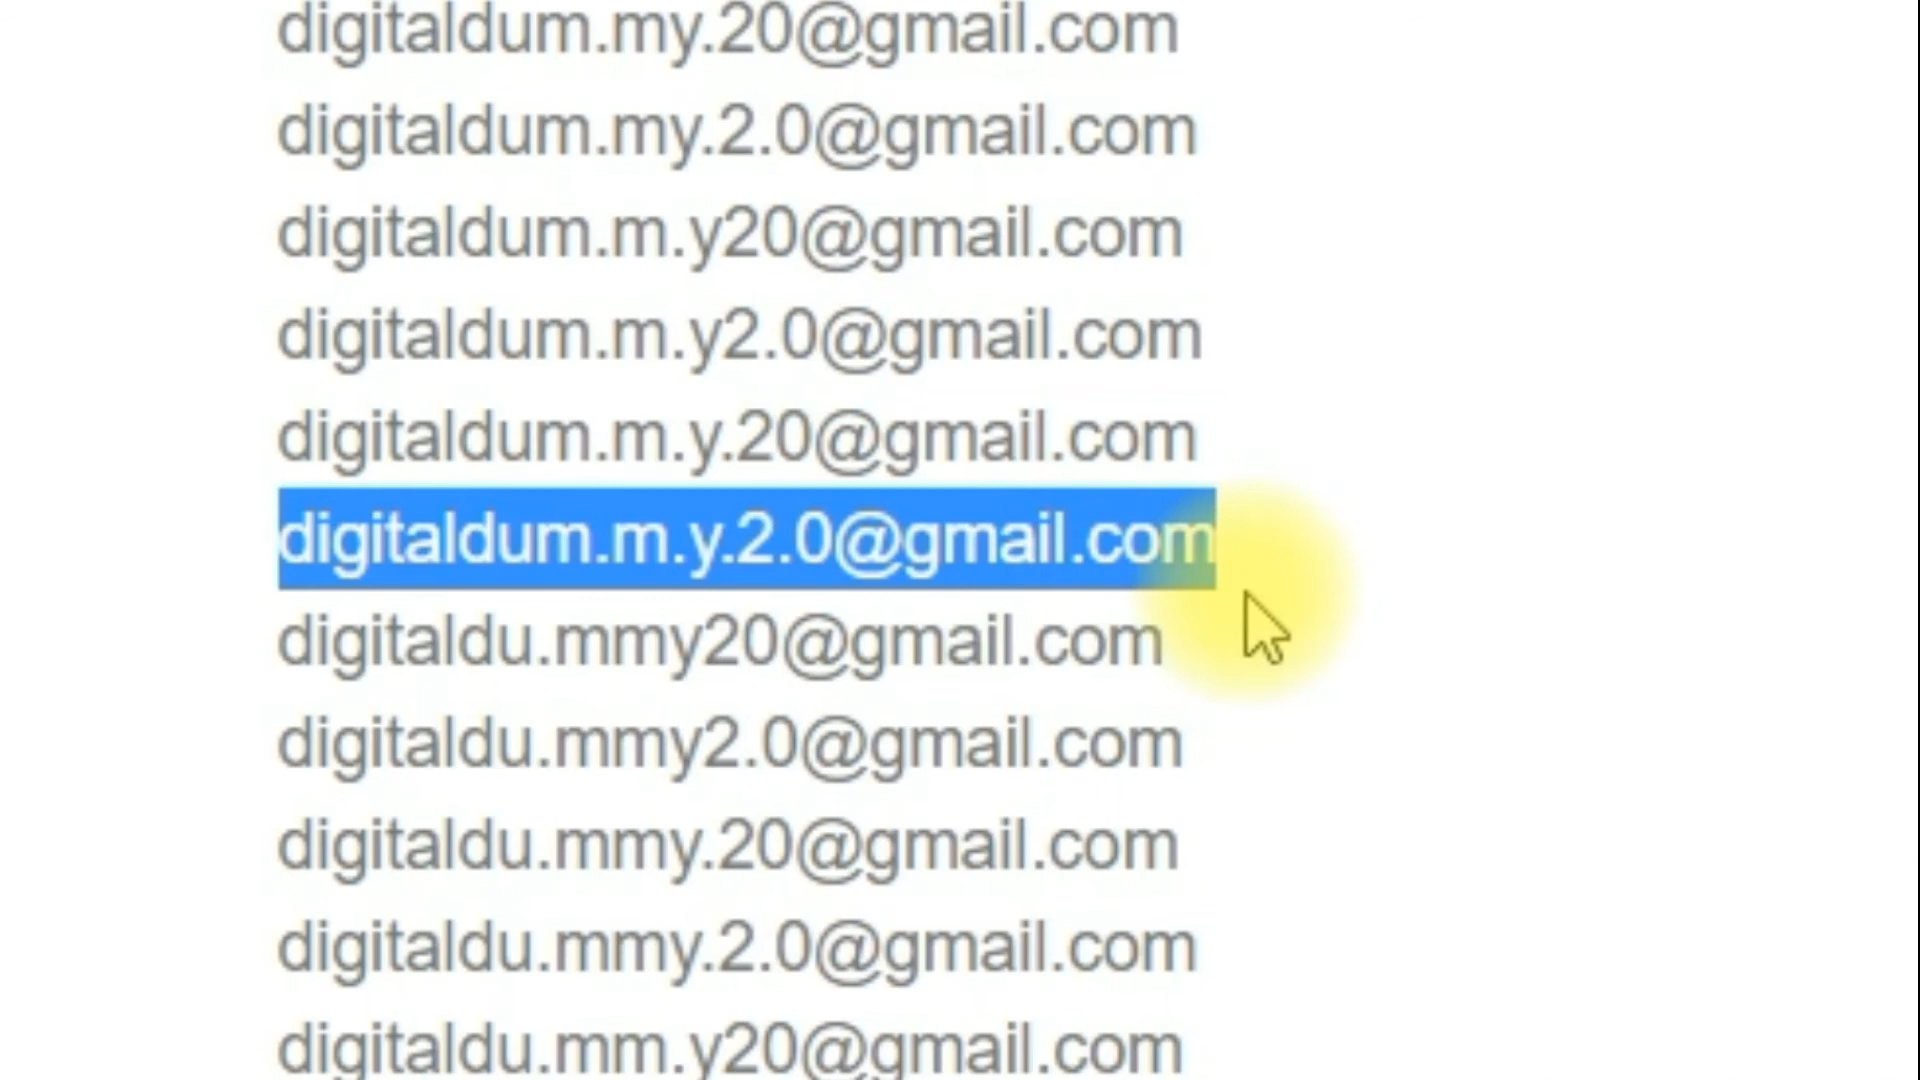 digitaldum.my.20@gmail.com
digitaldum.my.2.0@gmail.com
digitaldum.m.y20@gmail.com
digitaldum.m.y2.0@gmail.com
digitaldum.m.y.20@gmail.com
digitaldum.m.y.2.0@gmail.com
digitaldu.mmy20@gmail.com
digitaldu.mmy2.0@gmail.com
digitaldu.mmy.20@gmail.com
digitaldu.mmy.2.0@gmail.com
digitaldu.mm.y20@gmail.com